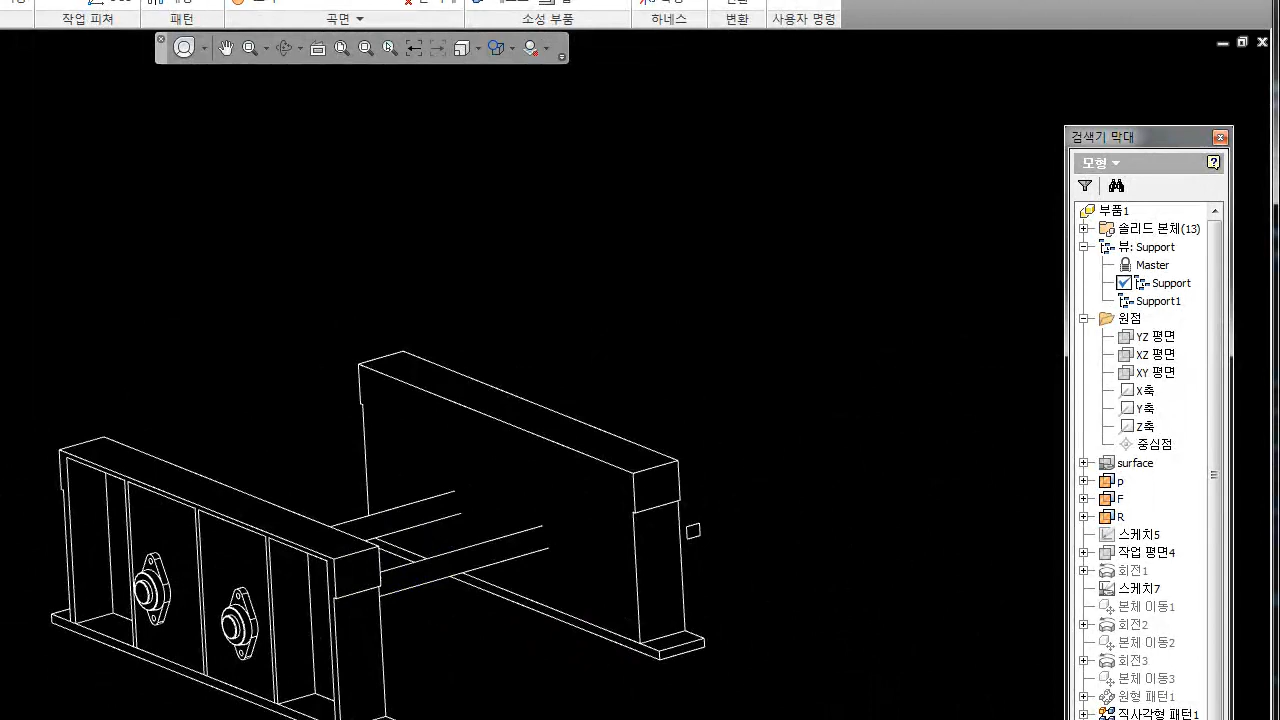 작업 피쳐
패턴
곡면
소성 부품
하네스
변환
사용자 명령
검색기 막대
모형
부품1
솔리드 본체(13)
뷰: Support
Master
Support
Support1
원점
YZ 평면
XZ 평면
XY 평면
X축
Y축
Z축
중심점
surface
p
F
R
스케치5
작업 평면4
회전1
스케치7
본체 이동1
회전2
본체 이동2
회전3
본체 이동3
원형 패턴1
직사각형 패턴1